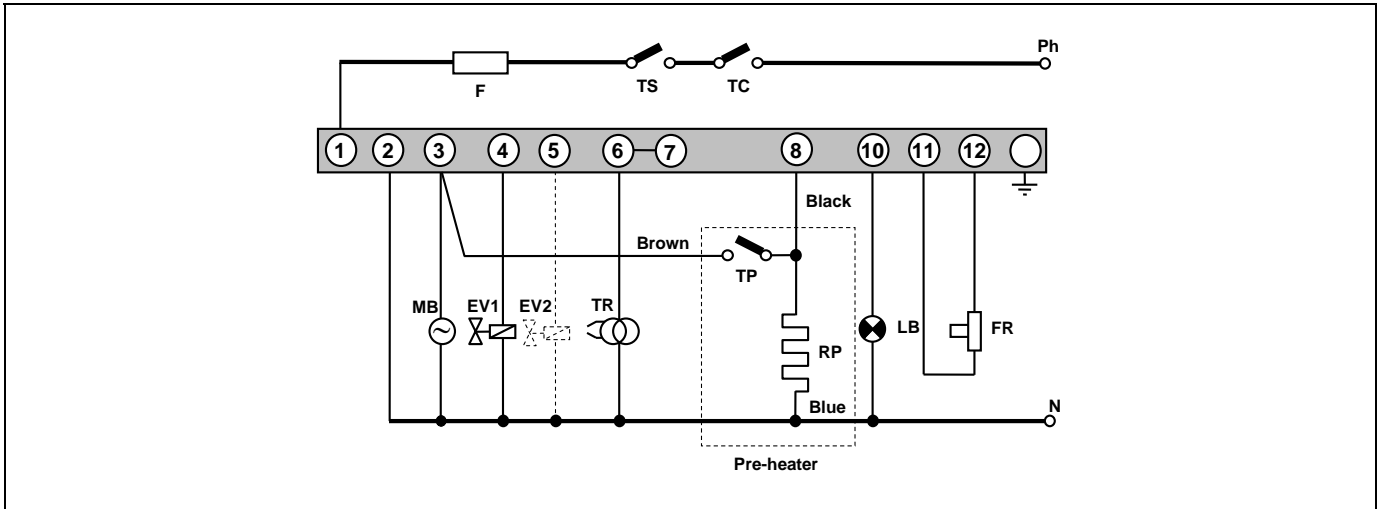 Ph
F
TS
TC
1 2 3 4 5 6 7 8 10 11 12
Black
Brown
TP
MB
EV1
EV2
TR
LB
FR
RP
Blue
N
Pre-heater